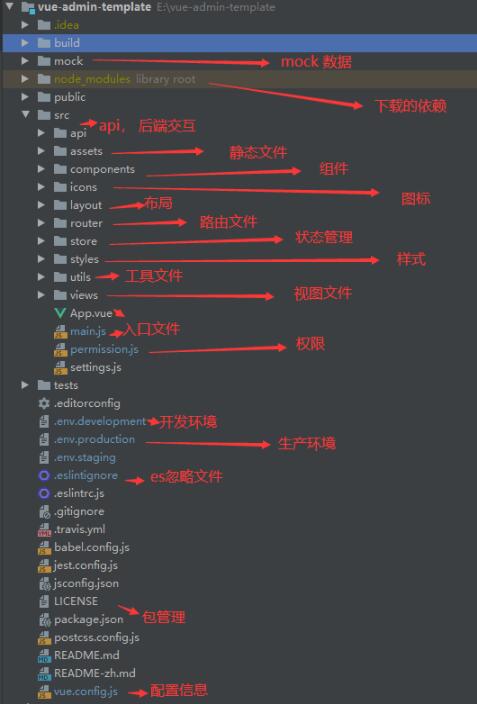 vue-admin-template E:\vue-admin-template
.idea
build
mock mock 数据
node_modules library root
下载的依赖
public
src
api， 后端交互
api
assets 静态文件
components 组件
icons 图标
layout 布局
router 路由文件
store 状态管理
styles 样式
utils 工具文件
views 视图文件
App.vue
main.js 入口文件
permission.js 权限
settings.js
tests
.editorconfig
.env.development 开发环境
.env.production 生产环境
.env.staging
.eslintignore es忽略文件
.eslintrc.js
.gitignore
.travis.yml
babel.config.js
jest.config.js
jsconfig.json
LICENSE
package.json 包管理
postcss.config.js
README.md
README-zh.md
vue.config.js 配置信息